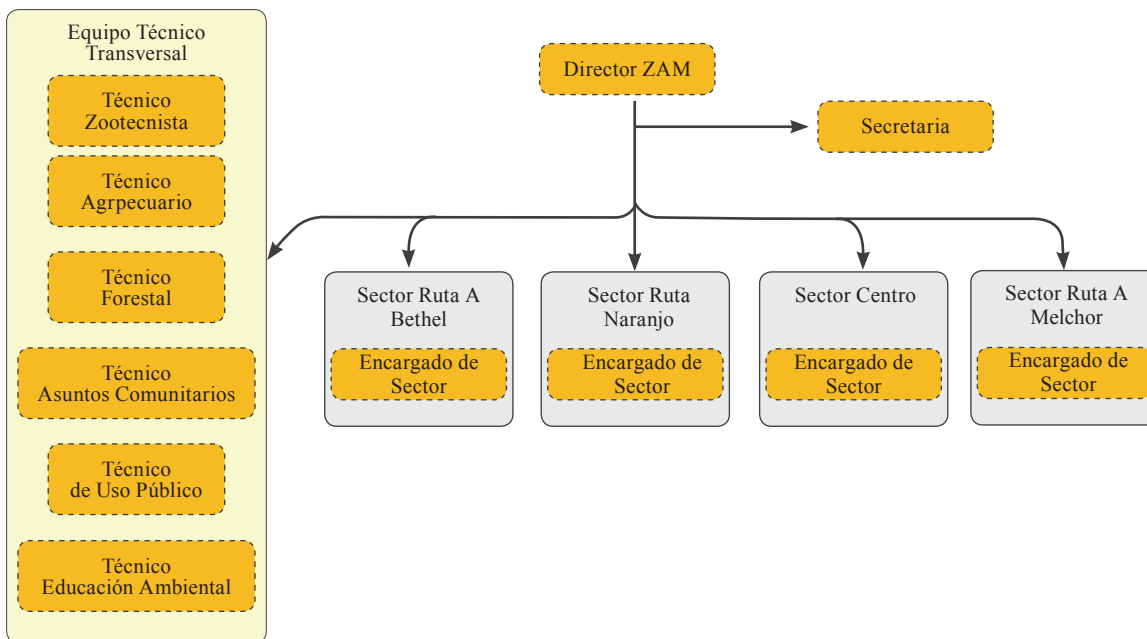 Equipo Técnico
Transversal
Técnico
Zootecnista
Técnico
Agrpecuario
Técnico
Forestal
Técnico
Asuntos Comunitarios
Técnico
de Uso Público
Técnico
Educación Ambiental
Director ZAM
Secretaria
Sector Ruta A
Bethel
Encargado de
Sector
Sector Ruta
Naranjo
Encargado de
Sector
Sector Centro
Encargado de
Sector
Sector Ruta A
Melchor
Encargado de
Sector